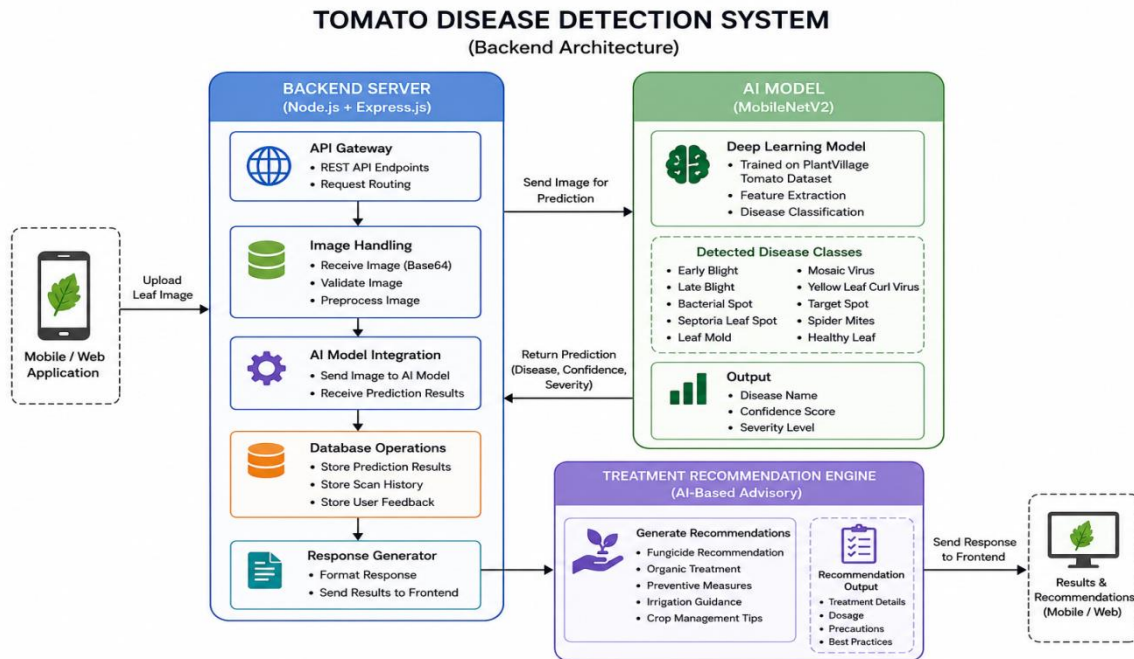 TOMATO DISEASE DETECTION SYSTEM
(Backend Architecture)
Mobile / Web
Application
Upload
Leaf Image
BACKEND SERVER
(Node.js + Express.js)
API Gateway
• REST API Endpoints
• Request Routing
Image Handling
• Receive Image (Base64)
• Validate Image
• Preprocess Image
AI Model Integration
• Send Image to AI Model
• Receive Prediction Results
Database Operations
• Store Prediction Results
• Store Scan History
• Store User Feedback
Response Generator
• Format Response
• Send Results to Frontend
Send Image for
Prediction
Return Prediction
(Disease, Confidence,
Severity)
AI MODEL
(MobileNetV2)
Deep Learning Model
• Trained on PlantVillage
Tomato Dataset
• Feature Extraction
• Disease Classification
Detected Disease Classes
• Early Blight
• Late Blight
• Bacterial Spot
• Septoria Leaf Spot
• Leaf Mold
• Mosaic Virus
• Yellow Leaf Curl Virus
• Target Spot
• Spider Mites
• Healthy Leaf
Output
• Disease Name
• Confidence Score
• Severity Level
TREATMENT RECOMMENDATION ENGINE
(AI-Based Advisory)
Generate Recommendations
• Fungicide Recommendation
• Organic Treatment
• Preventive Measures
• Irrigation Guidance
• Crop Management Tips
Recommendation
Output
• Treatment Details
• Dosage
• Precautions
• Best Practices
Send Response
to Frontend
Results &
Recommendations
(Mobile / Web)